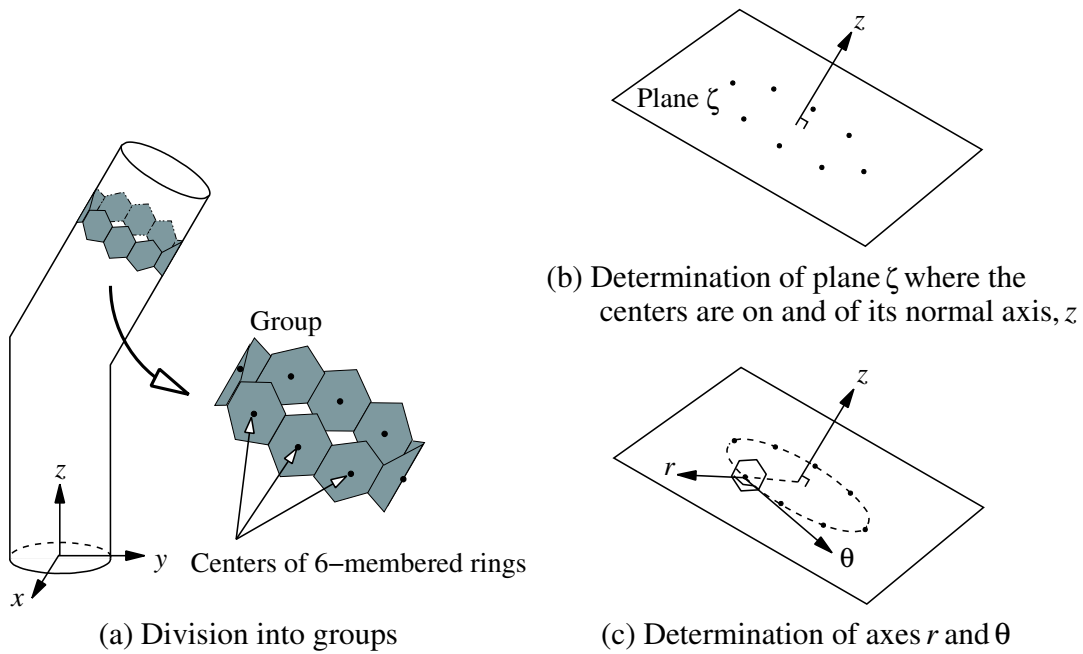 Group
Centers of 6−membered rings
z
y
x
(a) Division into groups
z
Plane ζ
(b) Determination of plane ζ where the
centers are on and of its normal axis, z
z
r
θ
(c) Determination of axes r and θ